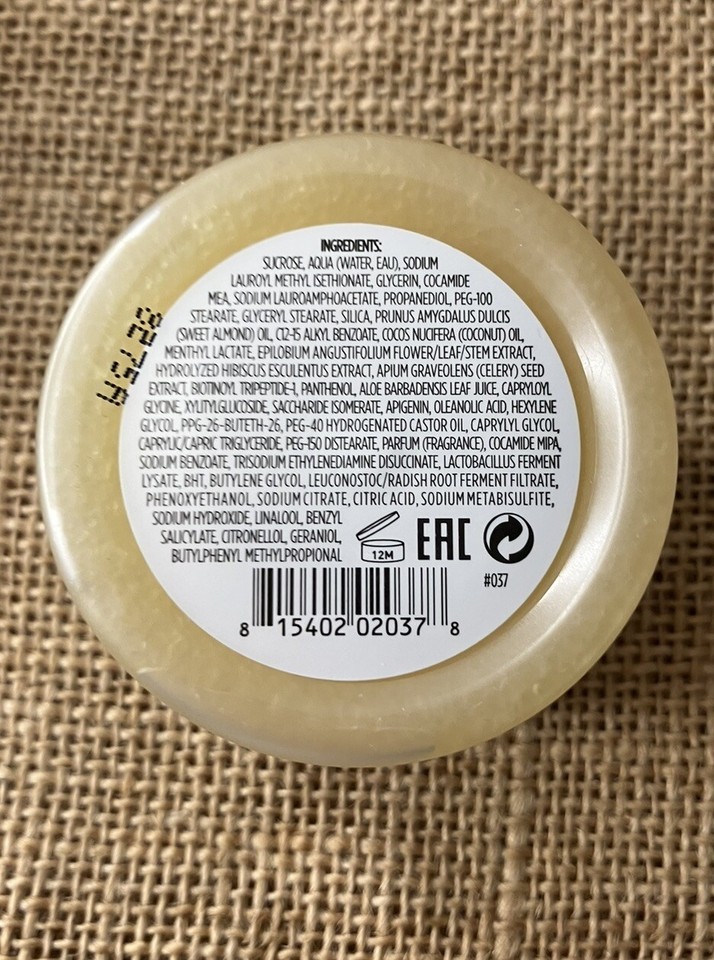 INGREDIENTS:
SUCROSE, AQUA (WATER, EAU), SODIUM
LAUROYL METHYL ISETHIONATE, GLYCERIN, COCAMIDE
MEA, SODIUM LAUROAMPHOACETATE, PROPANEDIOL, PEG-100
STEARATE, GLYCERYL STEARATE, SILICA, PRUNUS AMYGDALUS DULCIS
(SWEET ALMOND) OIL, C12-15 ALKYL BENZOATE, COCOS NUCIFERA (COCONUT) OIL,
MENTHYL LACTATE, EPILOBIUM ANGUSTIFOLIUM FLOWER/LEAF/STEM EXTRACT,
HYDROLYZED HIBISCUS ESCULENTUS EXTRACT, APIUM GRAVEOLENS (CELERY) SEED
EXTRACT, BIOTINOYL TRIPEPTIDE-1, PANTHENOL, ALOE BARBADENSIS LEAF JUICE, CAPRYLOYL
GLYCINE, XYLITYLGLUCOSIDE, SACCHARIDE ISOMERATE, APIGENIN, OLEANOLIC ACID, HEXYLENE
GLYCOL, PPG-26-BUTETH-26, PEG-40 HYDROGENATED CASTOR OIL, CAPRYLYL GLYCOL,
CAPRYLIC/CAPRIC TRIGLYCERIDE, PEG-150 DISTEARATE, PARFUM (FRAGRANCE), COCAMIDE MIPA,
SODIUM BENZOATE, TRISODIUM ETHYLENEDIAMINE DISUCCINATE, LACTOBACILLUS FERMENT
LYSATE, BHT, BUTYLENE GLYCOL, LEUCONOSTOC/RADISH ROOT FERMENT FILTRATE,
PHENOXYETHANOL, SODIUM CITRATE, CITRIC ACID, SODIUM METABISULFITE,
SODIUM HYDROXIDE, LINALOOL, BENZYL
SALICYLATE, CITRONELLOL, GERANIOL,
BUTYLPHENYL METHYLPROPIONAL
12M
EAC
#037
8 15402 02037 8